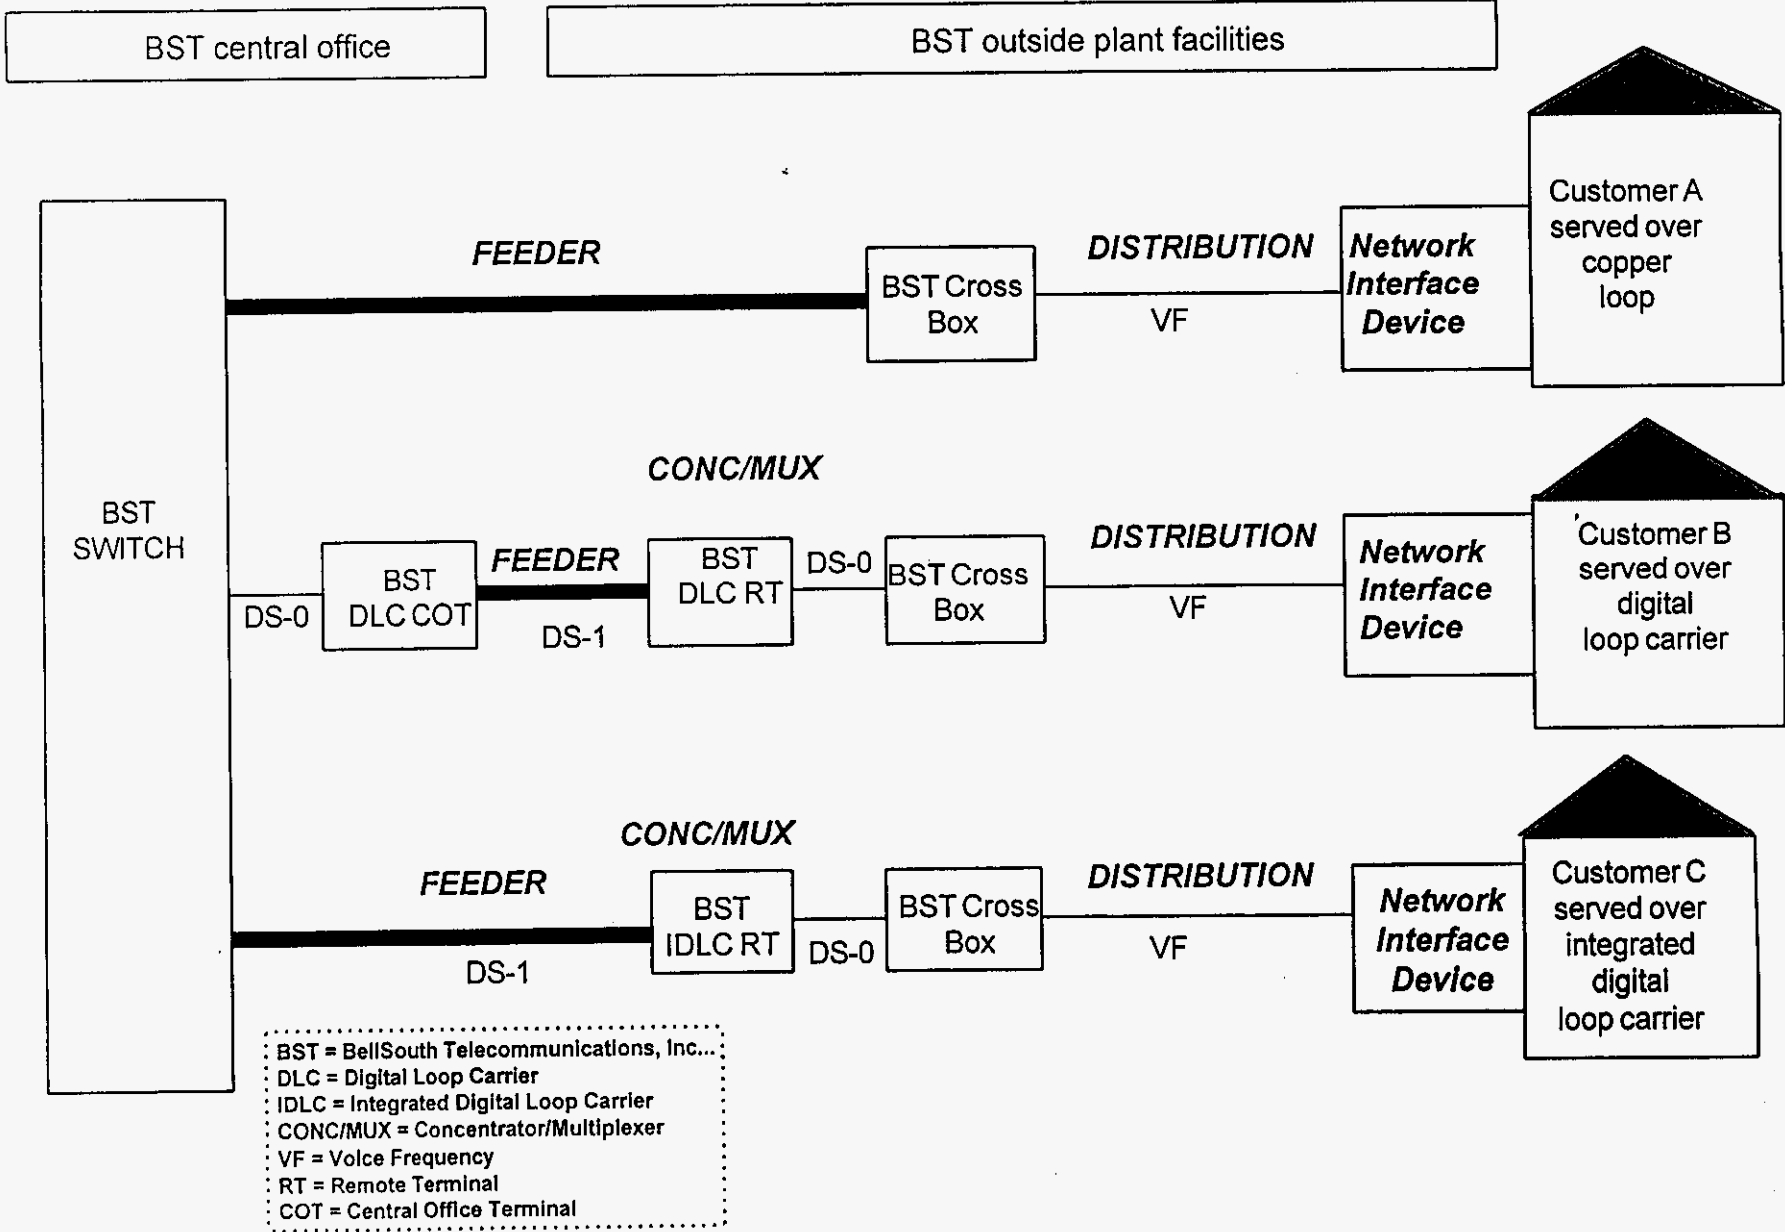 BST central office
BST outside plant facilities
Customer A
served over
copper
loop
FEEDER
BST Cross
Box
DISTRIBUTION
VF
Network
Interface
Device
BST
SWITCH
CONC/MUX
DS-0
BST
DLC COT
FEEDER
DS-1
BST
DLC RT
DS-0
BST Cross
Box
DISTRIBUTION
VF
Network
Interface
Device
Customer B
served over
digital
loop carrier
CONC/MUX
FEEDER
DS-1
BST
IDLC RT
DS-0
BST Cross
Box
DISTRIBUTION
VF
Network
Interface
Device
Customer C
served over
integrated
digital
loop carrier
BST = BellSouth Telecommunications, Inc...
DLC = Digital Loop Carrier
IDLC = Integrated Digital Loop Carrier
CONC/MUX = Concentrator/Multiplexer
VF = Voice Frequency
RT = Remote Terminal
COT = Central Office Terminal